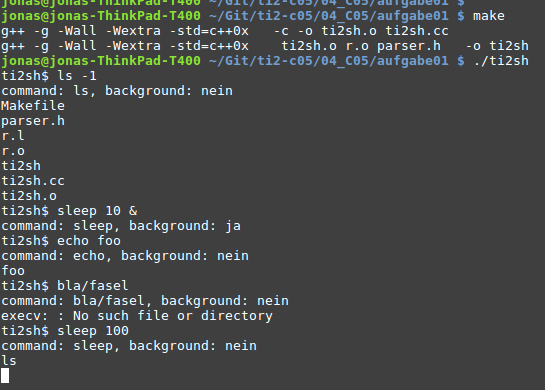 jonas@jonas-ThinkPad-T400 ~/Git/ti2-c05/04_C05/aufgabe01 $
jonas@jonas-ThinkPad-T400 ~/Git/ti2-c05/04_C05/aufgabe01 $ make
g++ -g -Wall -Wextra -std=c++0x   -c -o ti2sh.o ti2sh.cc
g++ -g -Wall -Wextra -std=c++0x    ti2sh.o r.o parser.h   -o ti2sh
jonas@jonas-ThinkPad-T400 ~/Git/ti2-c05/04_C05/aufgabe01 $ ./ti2sh
ti2sh$ ls -1
command: ls, background: nein
Makefile
parser.h
r.l
r.o
ti2sh
ti2sh.cc
ti2sh.o
ti2sh$ sleep 10 &
command: sleep, background: ja
ti2sh$ echo foo
command: echo, background: nein
foo
ti2sh$ bla/fasel
command: bla/fasel, background: nein
execv: : No such file or directory
ti2sh$ sleep 100
command: sleep, background: nein
ls